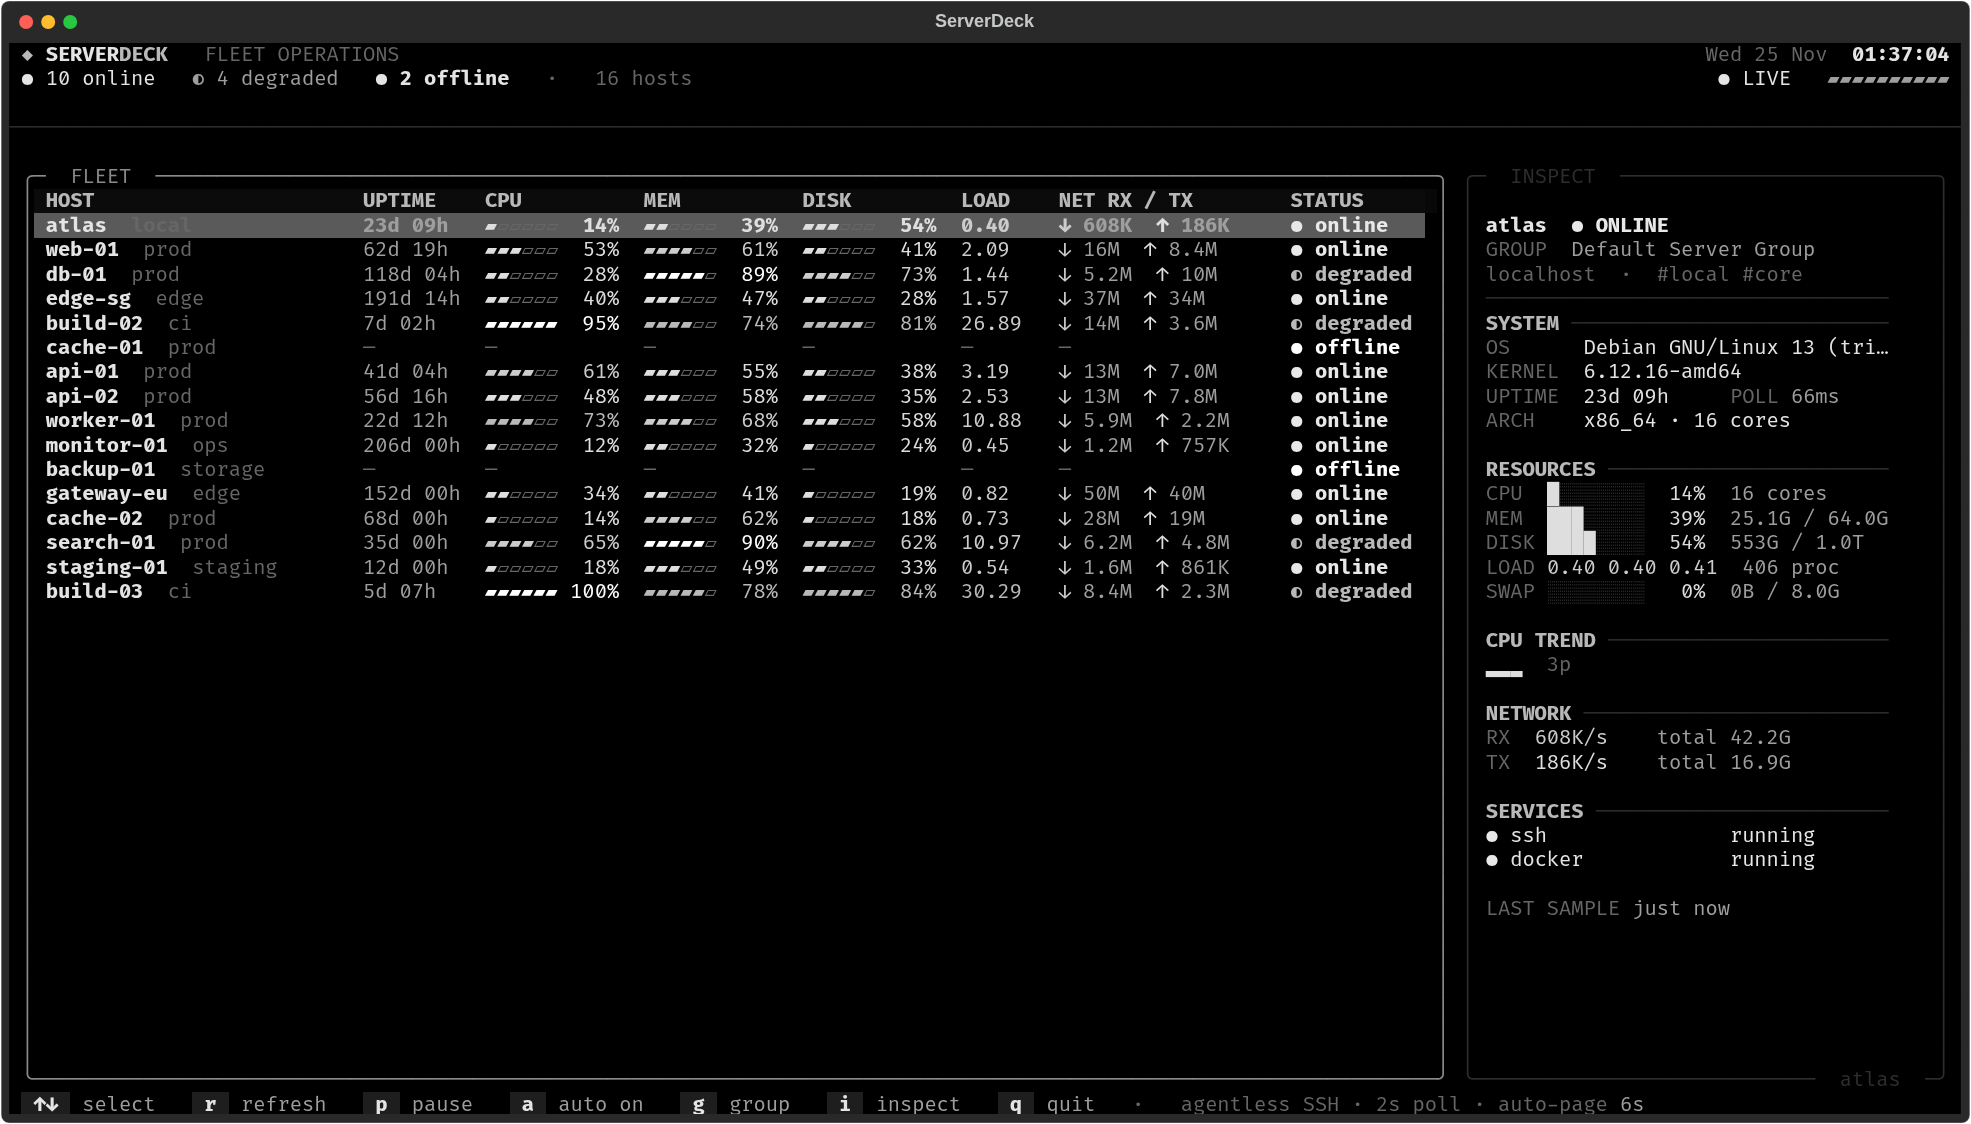 ServerDeck
◆ SERVERDECK FLEET OPERATIONS Wed 25 Nov 01:37:04
● 10 online ◐ 4 degraded ● 2 offline · 16 hosts ● LIVE
FLEET
HOST UPTIME CPU MEM DISK LOAD NET RX / TX STATUS
atlas local 23d 09h 14% 39% 54% 0.40 ↓ 608K ↑ 186K ● online
web-01 prod 62d 19h 53% 61% 41% 2.09 ↓ 16M ↑ 8.4M ● online
db-01 prod 118d 04h 28% 89% 73% 1.44 ↓ 5.2M ↑ 10M ◐ degraded
edge-sg edge 191d 14h 40% 47% 28% 1.57 ↓ 37M ↑ 34M ● online
build-02 ci 7d 02h 95% 74% 81% 26.89 ↓ 14M ↑ 3.6M ◐ degraded
cache-01 prod — — — — — — ● offline
api-01 prod 41d 04h 61% 55% 38% 3.19 ↓ 13M ↑ 7.0M ● online
api-02 prod 56d 16h 48% 58% 35% 2.53 ↓ 13M ↑ 7.8M ● online
worker-01 prod 22d 12h 73% 68% 58% 10.88 ↓ 5.9M ↑ 2.2M ● online
monitor-01 ops 206d 00h 12% 32% 24% 0.45 ↓ 1.2M ↑ 757K ● online
backup-01 storage — — — — — — ● offline
gateway-eu edge 152d 00h 34% 41% 19% 0.82 ↓ 50M ↑ 40M ● online
cache-02 prod 68d 00h 14% 62% 18% 0.73 ↓ 28M ↑ 19M ● online
search-01 prod 35d 00h 65% 90% 62% 10.97 ↓ 6.2M ↑ 4.8M ◐ degraded
staging-01 staging 12d 00h 18% 49% 33% 0.54 ↓ 1.6M ↑ 861K ● online
build-03 ci 5d 07h 100% 78% 84% 30.29 ↓ 8.4M ↑ 2.3M ◐ degraded
INSPECT
atlas ● ONLINE
GROUP Default Server Group
localhost · #local #core
SYSTEM
OS Debian GNU/Linux 13 (tri…
KERNEL 6.12.16-amd64
UPTIME 23d 09h POLL 66ms
ARCH x86_64 · 16 cores
RESOURCES
CPU 14% 16 cores
MEM 39% 25.1G / 64.0G
DISK 54% 553G / 1.0T
LOAD 0.40 0.40 0.41 406 proc
SWAP 0% 0B / 8.0G
CPU TREND
3p
NETWORK
RX 608K/s total 42.2G
TX 186K/s total 16.9G
SERVICES
● ssh running
● docker running
LAST SAMPLE just now
atlas
↑↓ select r refresh p pause a auto on g group i inspect q quit · agentless SSH · 2s poll · auto-page 6s